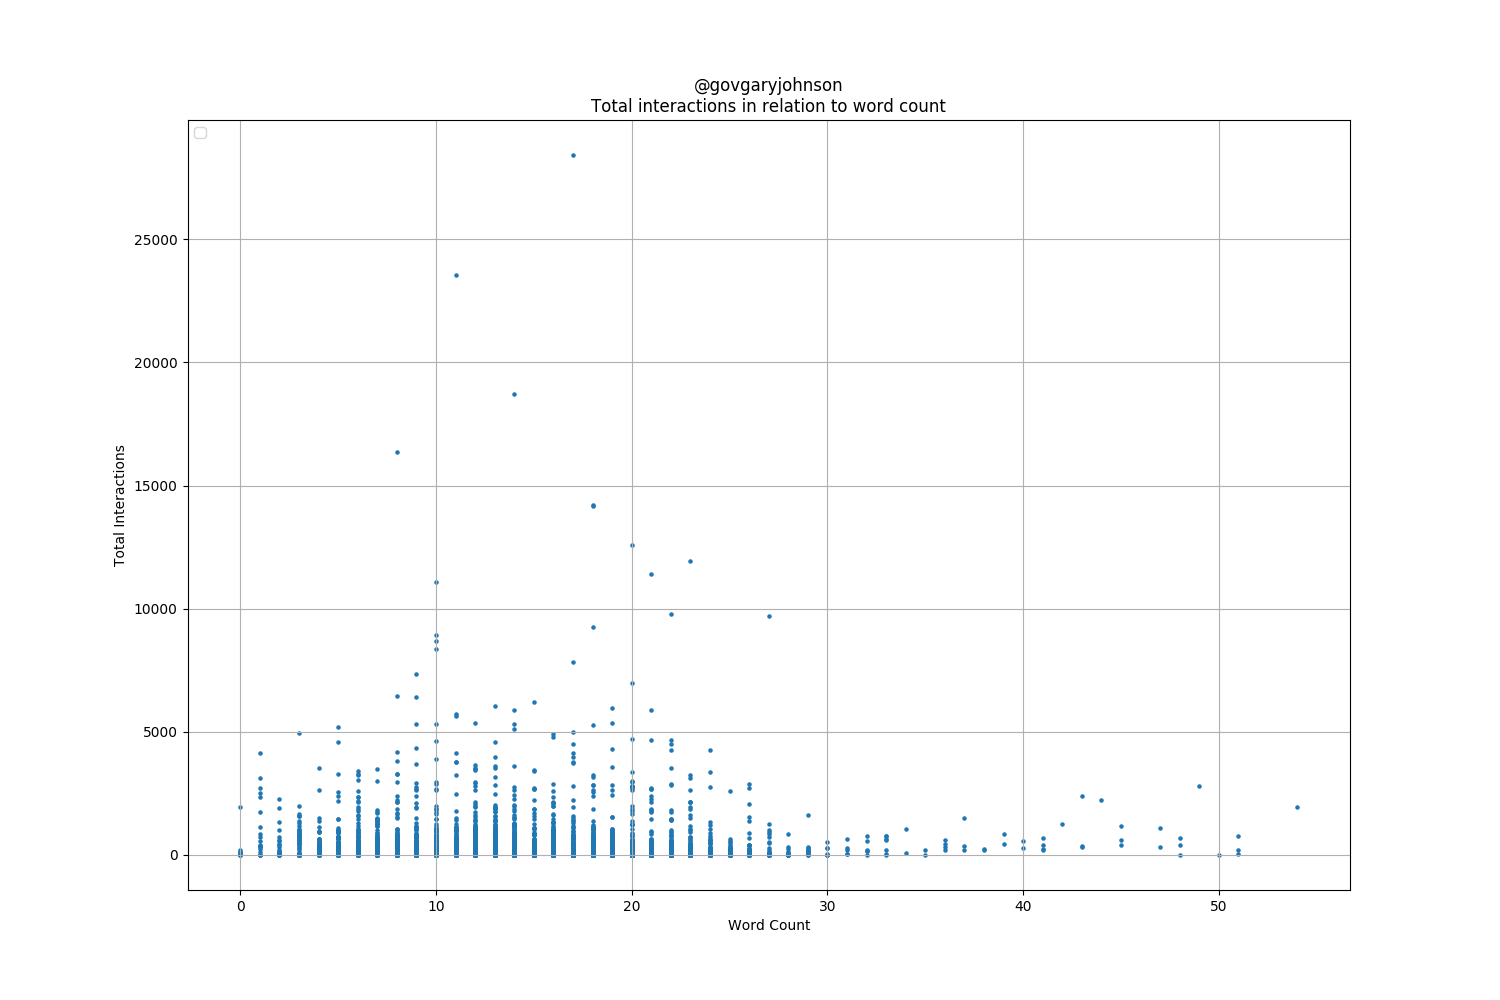 @govgaryjohnson
Total interactions in relation to word count
25000
20000
15000
10000
5000
0
Total Interactions
0 10 20 30 40 50
Word Count